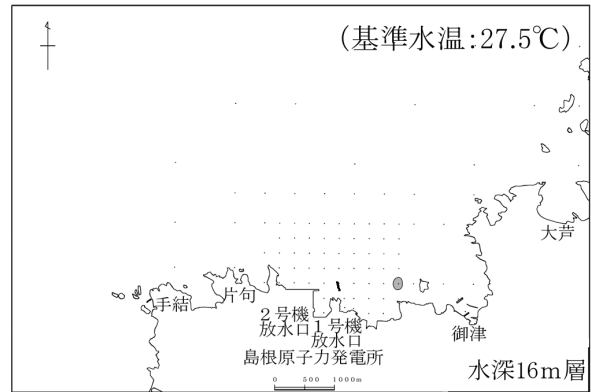 (基準水温:27.5℃)
大芦
片句
手結
2号機
放水口
1号機
放水口
御津
島根原子力発電所
水深16m層
0 500 1000m